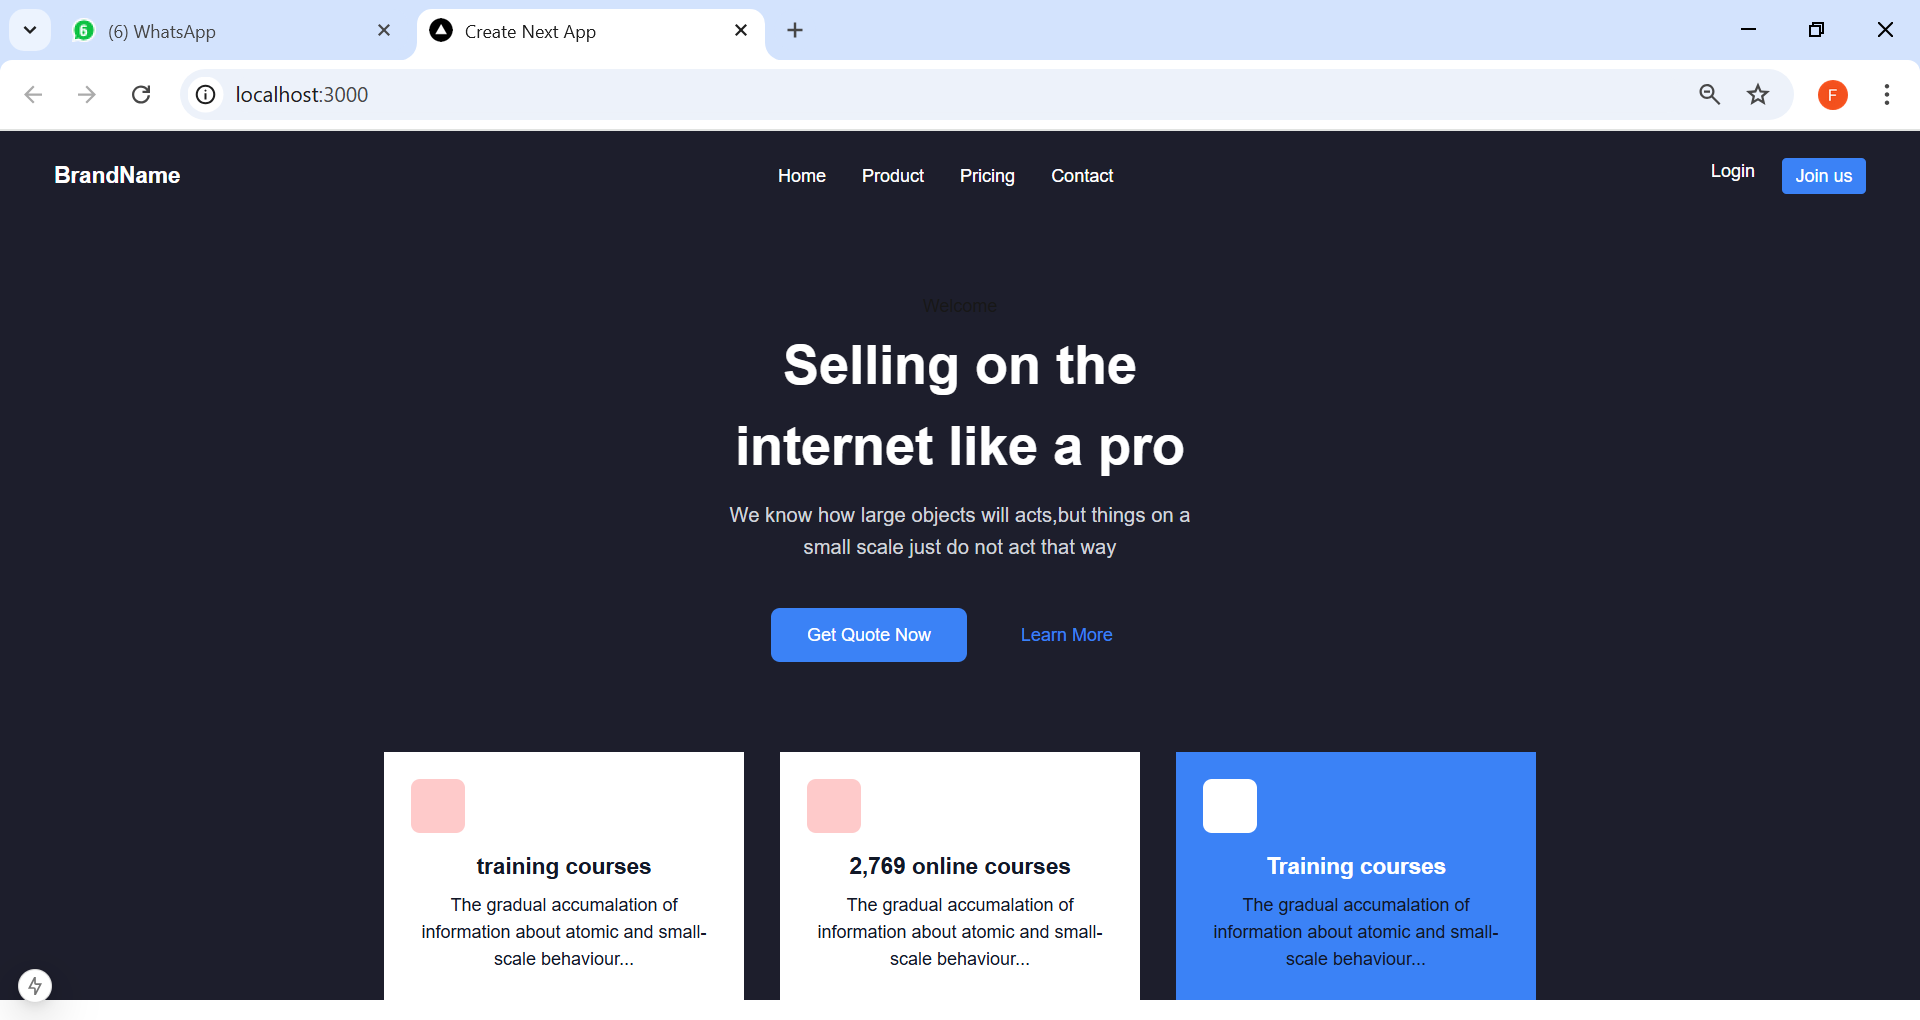 6 (6) WhatsApp
Create Next App
localhost:3000
F
BrandName
Home Product Pricing Contact
Login
Join us
Welcome
Selling on the
internet like a pro
We know how large objects will acts,but things on a
small scale just do not act that way
Get Quote Now
Learn More
training courses
The gradual accumalation of
information about atomic and small-
scale behaviour...
2,769 online courses
The gradual accumalation of
information about atomic and small-
scale behaviour...
Training courses
The gradual accumalation of
information about atomic and small-
scale behaviour...